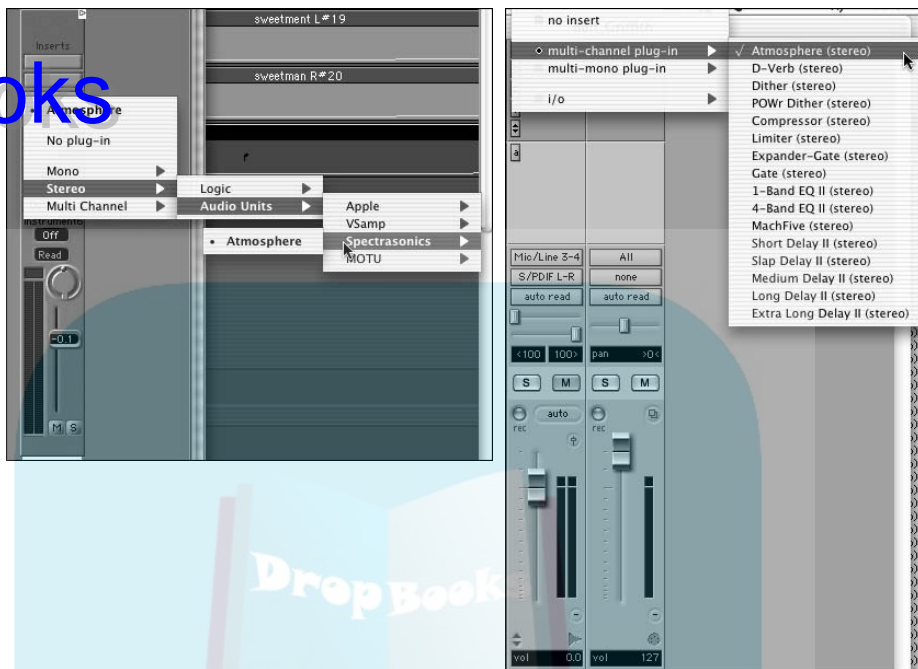 sweetment L#19
Inserts
sweetman R#20
oks
• Atmosphere
No plug-in
Mono
Stereo
Multi Channel
Logic
Audio Units
Apple
VSamp
Spectrasonics
MOTU
• Atmosphere
Instrument6
Off
Read
-0.1
M S
no insert
multi-channel plug-in
multi-mono plug-in
i/o
✓ Atmosphere (stereo)
D-Verb (stereo)
Dither (stereo)
POWr Dither (stereo)
Compressor (stereo)
Limiter (stereo)
Expander-Gate (stereo)
Gate (stereo)
1-Band EQ II (stereo)
4-Band EQ II (stereo)
MachFive (stereo)
Short Delay II (stereo)
Slap Delay II (stereo)
Medium Delay II (stereo)
Long Delay II (stereo)
Extra Long Delay II (stereo)
a
Mic/Line 3-4 All
S/PDIF L-R none
auto read auto read
<100 100> pan >0<
S M S M
auto
rec rec
vol 0.0 vol 127
DropBooks